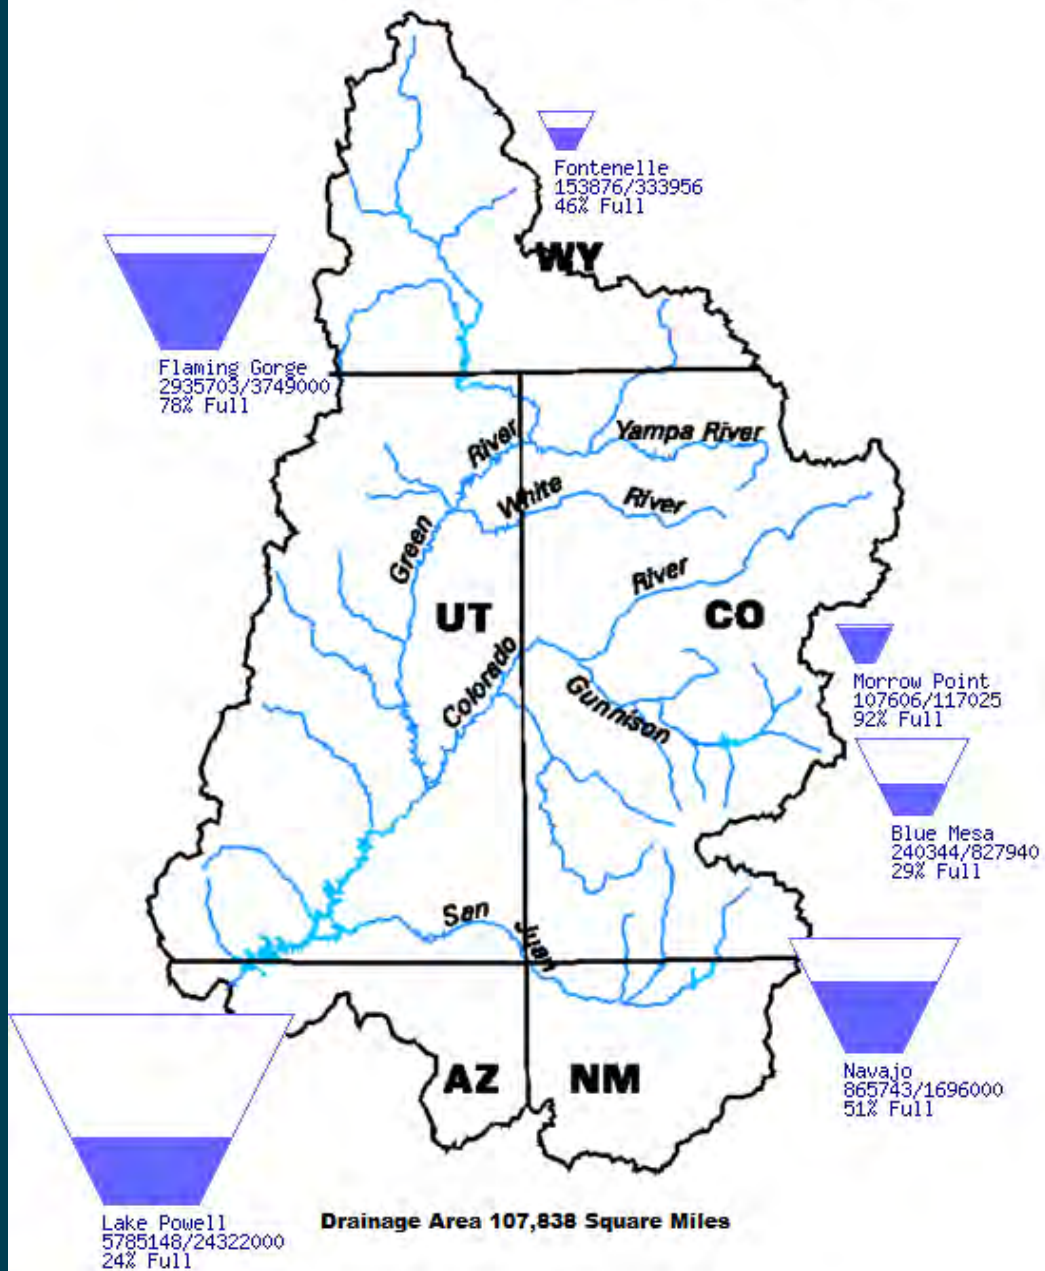 Fontenelle
153876/333956
46% Full
WY
Flaming Gorge
2935703/3749000
78% Full
Yampa River
River
White
River
Green
River
UT
CO
Colorado
Gunnison
Morrow Point
107606/117025
92% Full
Blue Mesa
240344/827940
29% Full
San
Juan
Navajo
865743/1696000
51% Full
AZ
NM
Lake Powell
5785148/24322000
24% Full
Drainage Area 107,838 Square Miles